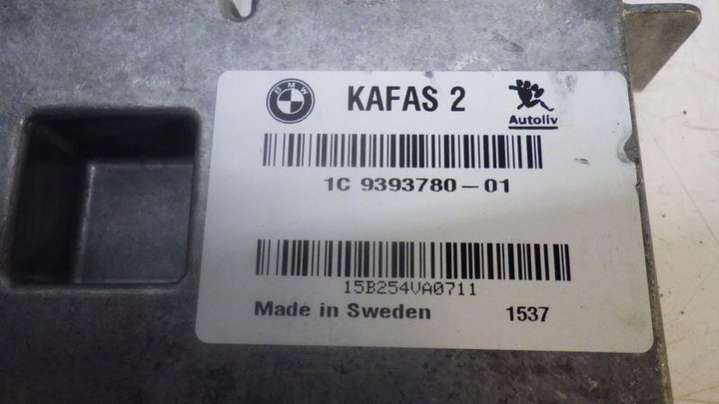 BMW KAFAS 2 Autoliv
1C 9393780-01
15B254VA0711
Made in Sweden 1537